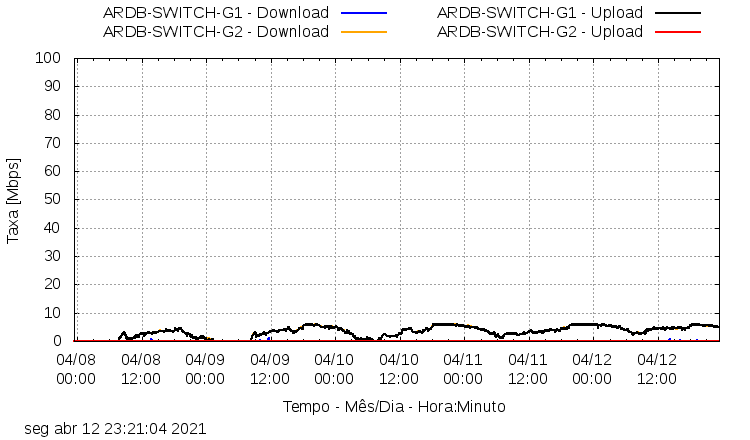 ARDB-SWITCH-G1 - Download ARDB-SWITCH-G1 - Upload
ARDB-SWITCH-G2 - Download ARDB-SWITCH-G2 - Upload
100
90
80
70
60
50
40
30
20
10
0
Taxa [Mbps]
04/08 04/08 04/09 04/09 04/10 04/10 04/11 04/11 04/12 04/12
00:00 12:00 00:00 12:00 00:00 12:00 00:00 12:00 00:00 12:00
Tempo - Mês/Dia - Hora:Minuto
seg abr 12 23:21:04 2021